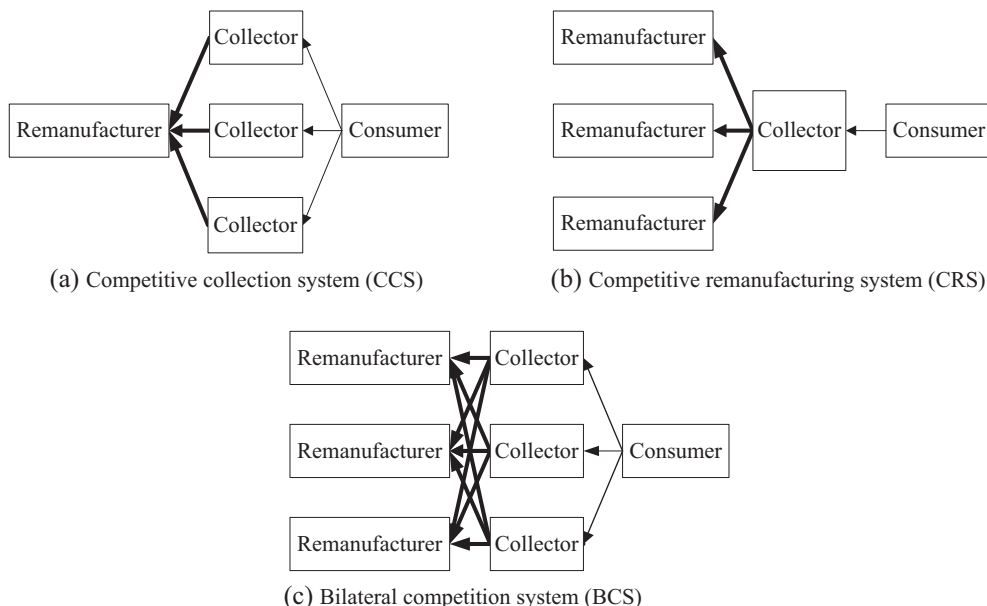 Collector
Remanufacturer Collector Consumer
Collector
(a) Competitive collection system (CCS)
Remanufacturer
Remanufacturer Collector Consumer
Remanufacturer
(b) Competitive remanufacturing system (CRS)
Remanufacturer Collector
Remanufacturer Collector Consumer
Remanufacturer Collector
(c) Bilateral competition system (BCS)